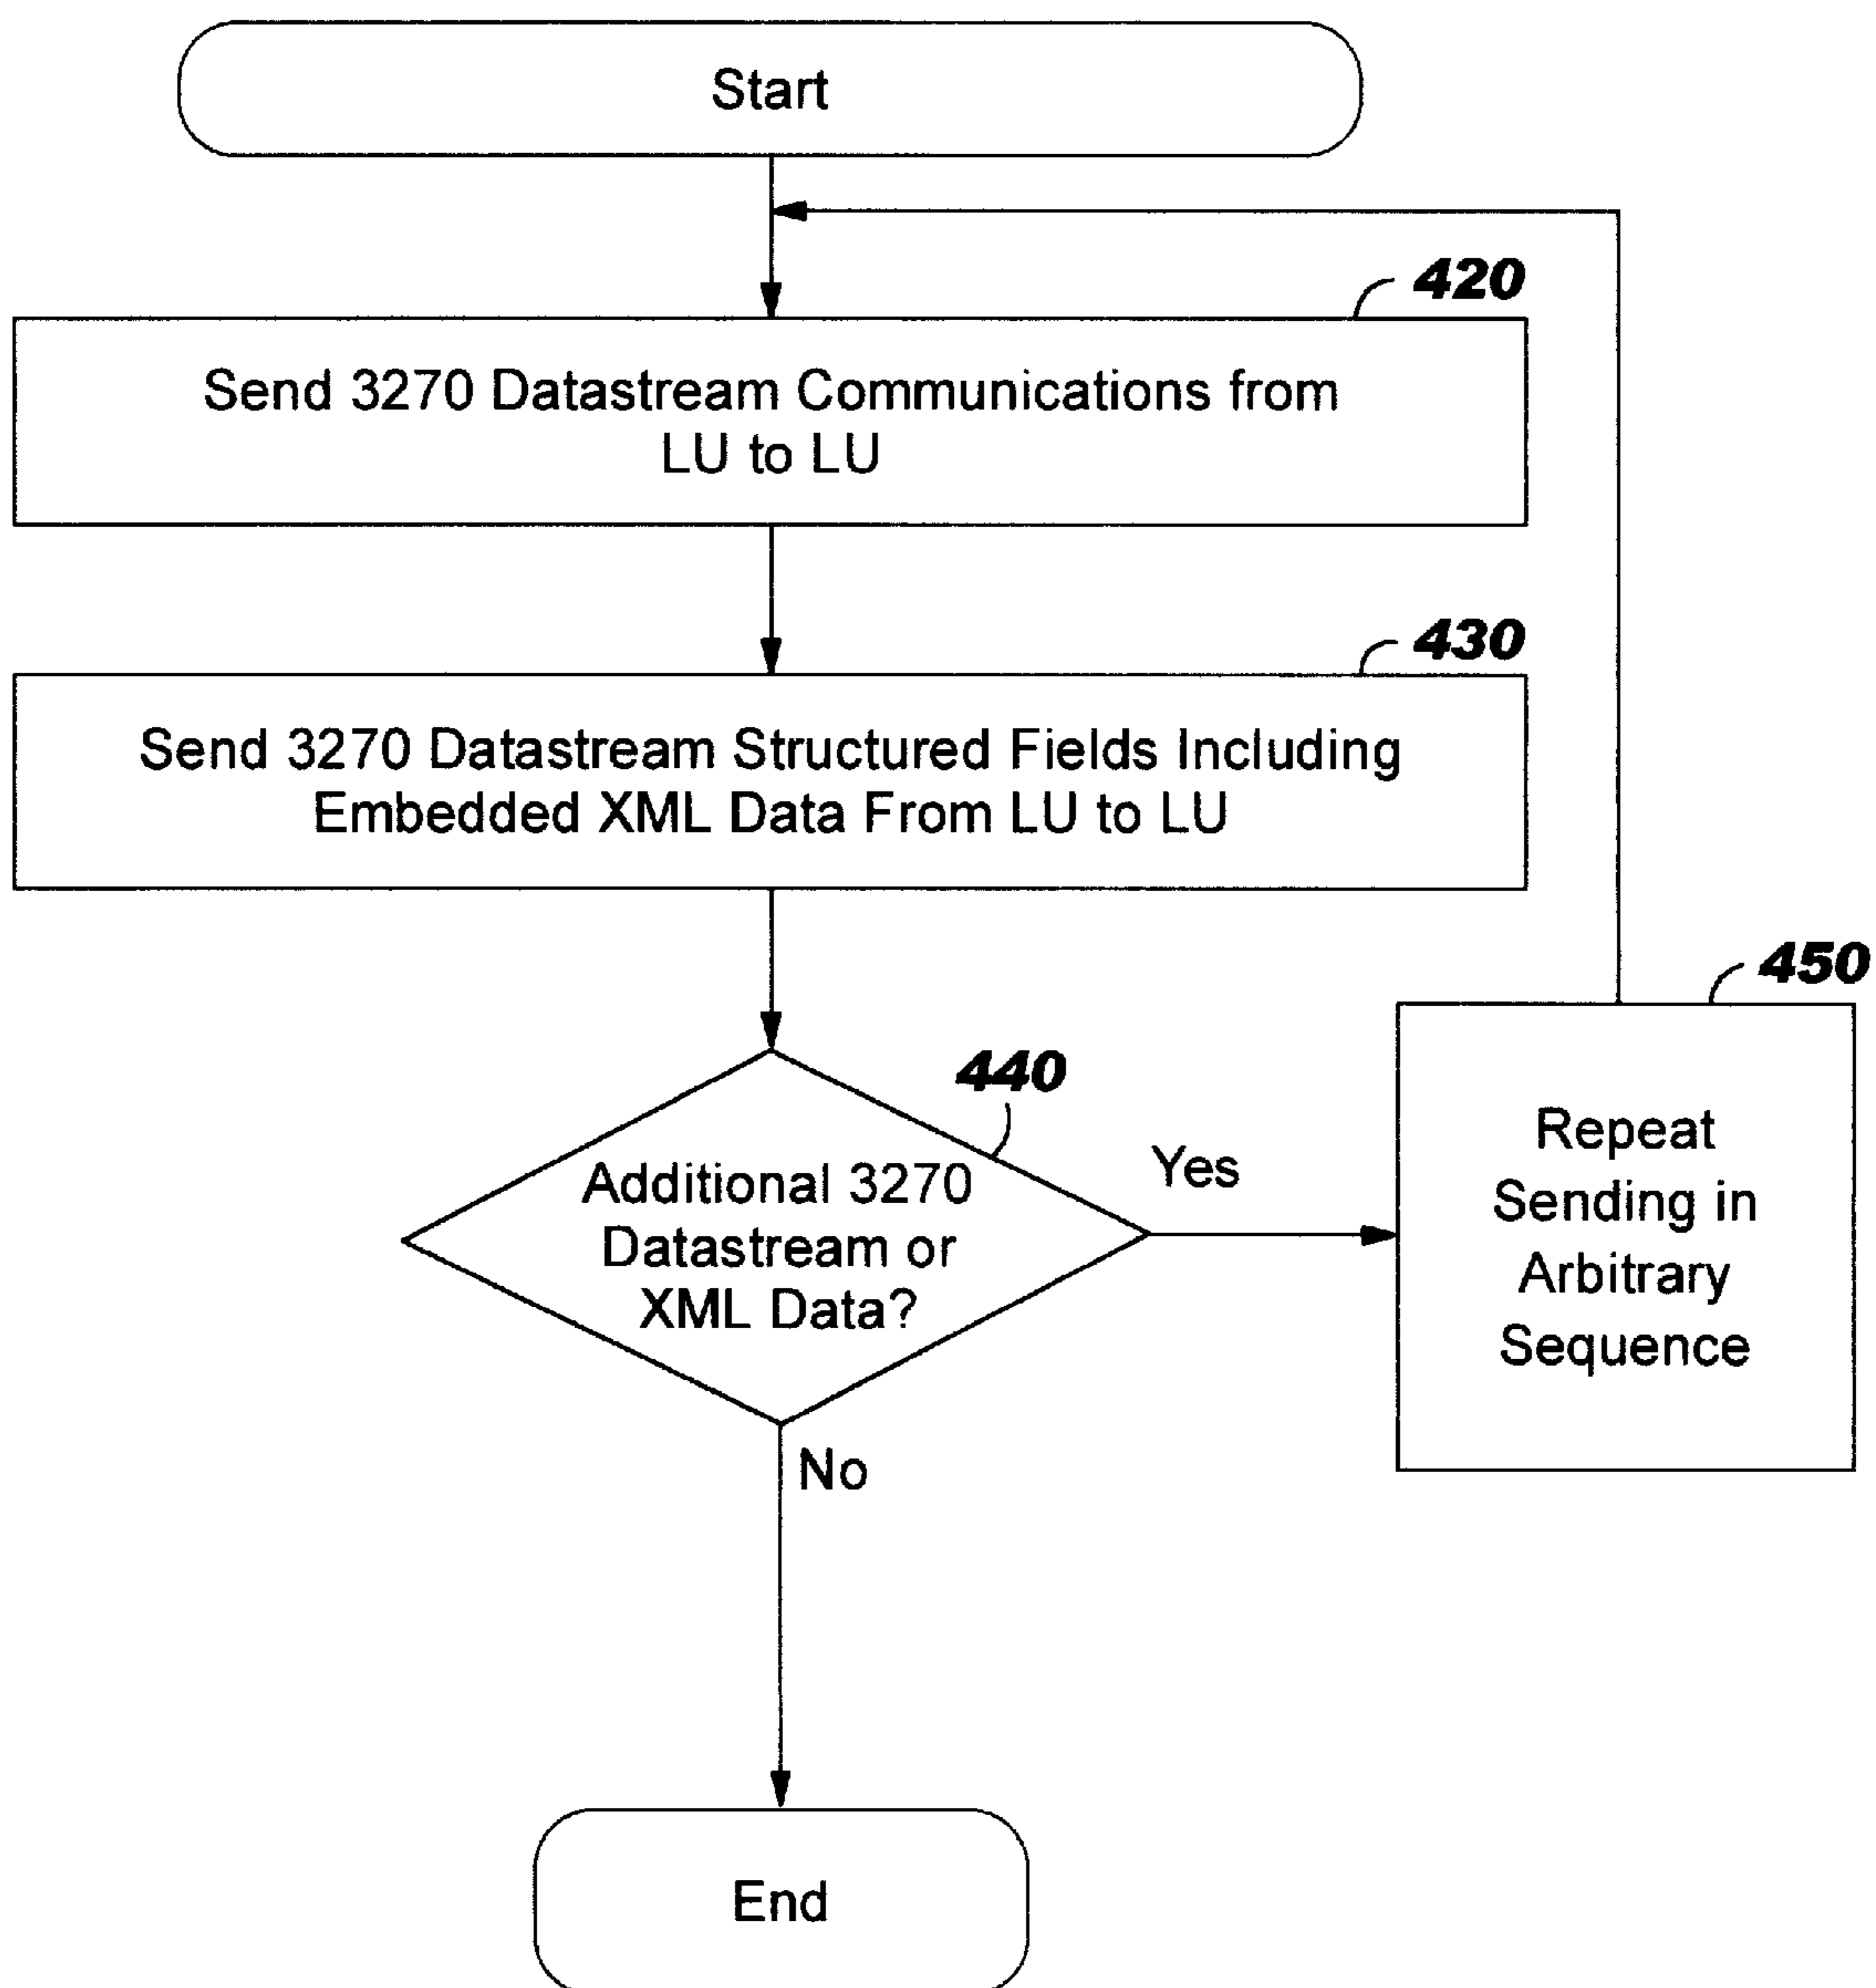 Start
420
Send 3270 Datastream Communications from
LU to LU
430
Send 3270 Datastream Structured Fields Including
Embedded XML Data From LU to LU
440
Additional 3270
Datastream or
XML Data?
Yes
450
Repeat
Sending in
Arbitrary
Sequence
No
End